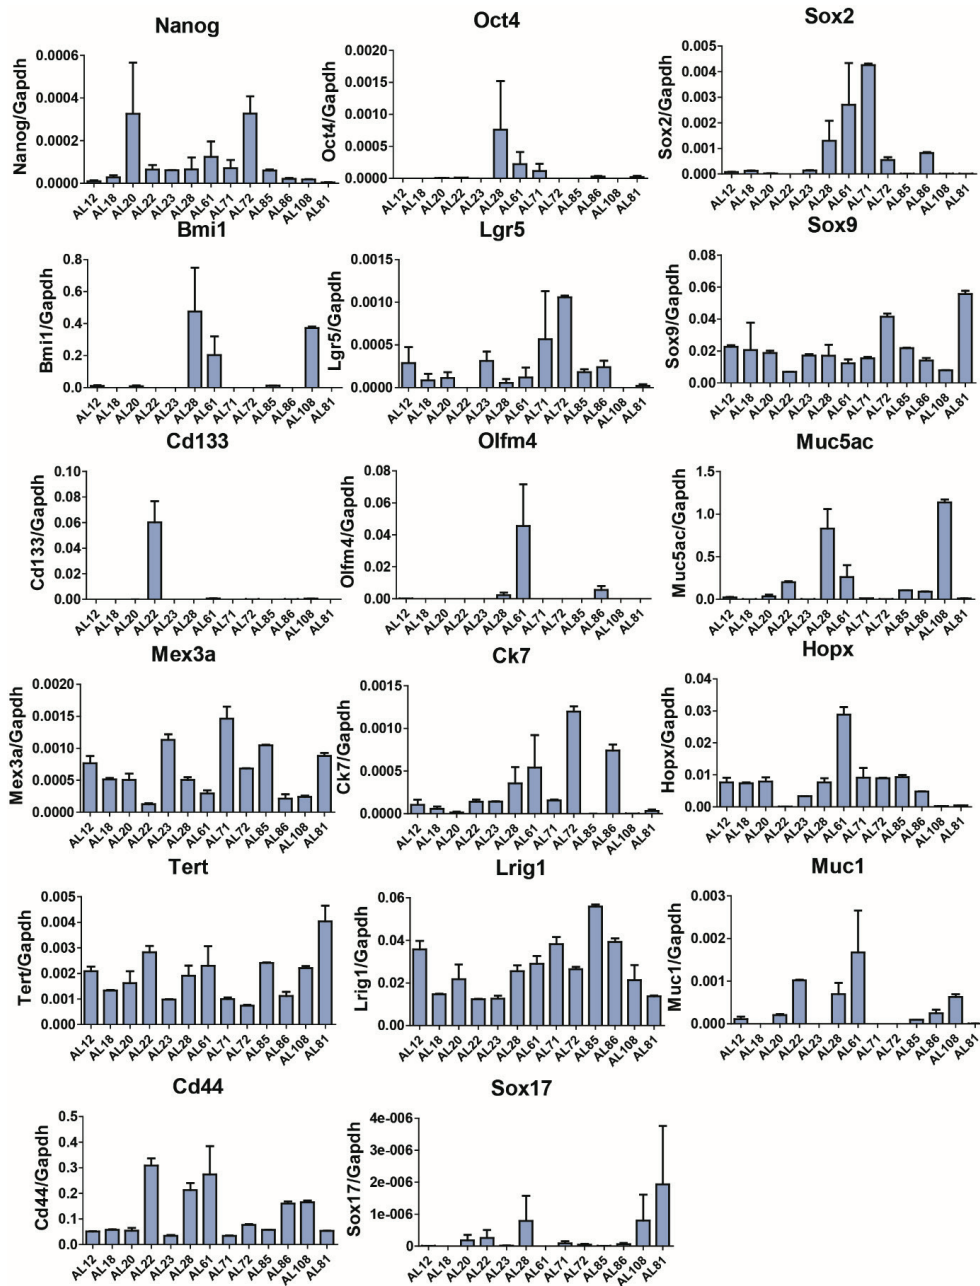 Nanog
Nanog/Gapdh
0.0006
0.0004
0.0002
0.0000
AL12 AL18 AL20 AL22 AL23 AL28 AL61 AL71 AL72 AL85 AL86 AL108 AL81
Oct4
Oct4/Gapdh
0.0020
0.0015
0.0010
0.0005
0.0000
AL12 AL18 AL20 AL22 AL23 AL28 AL61 AL71 AL72 AL85 AL86 AL108 AL81
Sox2
Sox2/Gapdh
0.005
0.004
0.003
0.002
0.001
0.000
AL12 AL18 AL20 AL22 AL23 AL28 AL61 AL71 AL72 AL85 AL86 AL108 AL81
Bmi1
Bmi1/Gapdh
0.8
0.6
0.4
0.2
0.0
AL12 AL18 AL20 AL22 AL23 AL28 AL61 AL71 AL72 AL85 AL86 AL108 AL81
Lgr5
Lgr5/Gapdh
0.0015
0.0010
0.0005
0.0000
AL12 AL18 AL20 AL22 AL23 AL28 AL61 AL71 AL72 AL85 AL86 AL108 AL81
Sox9
Sox9/Gapdh
0.08
0.06
0.04
0.02
0.00
AL12 AL18 AL20 AL22 AL23 AL28 AL61 AL71 AL72 AL85 AL86 AL108 AL81
Cd133
Cd133/Gapdh
0.10
0.08
0.06
0.04
0.02
0.00
AL12 AL18 AL20 AL22 AL23 AL28 AL61 AL71 AL72 AL85 AL86 AL108 AL81
Olfm4
Olfm4/Gapdh
0.08
0.06
0.04
0.02
0.00
AL12 AL18 AL20 AL22 AL23 AL28 AL61 AL71 AL72 AL85 AL86 AL108 AL81
Muc5ac
Muc5ac/Gapdh
1.5
1.0
0.5
0.0
AL12 AL18 AL20 AL22 AL23 AL28 AL61 AL71 AL72 AL85 AL86 AL108 AL81
Mex3a
Mex3a/Gapdh
0.0020
0.0015
0.0010
0.0005
0.0000
AL12 AL18 AL20 AL22 AL23 AL28 AL61 AL71 AL72 AL85 AL86 AL108 AL81
Ck7
Ck7/Gapdh
0.0015
0.0010
0.0005
0.0000
AL12 AL18 AL20 AL22 AL23 AL28 AL61 AL71 AL72 AL85 AL86 AL108 AL81
Hopx
Hopx/Gapdh
0.04
0.03
0.02
0.01
0.00
AL12 AL18 AL20 AL22 AL23 AL28 AL61 AL71 AL72 AL85 AL86 AL108 AL81
Tert
Tert/Gapdh
0.005
0.004
0.003
0.002
0.001
0.000
AL12 AL18 AL20 AL22 AL23 AL28 AL61 AL71 AL72 AL85 AL86 AL108 AL81
Lrig1
Lrig1/Gapdh
0.06
0.04
0.02
0.00
AL12 AL18 AL20 AL22 AL23 AL28 AL61 AL71 AL72 AL85 AL86 AL108 AL81
Muc1
Muc1/Gapdh
0.003
0.002
0.001
0.000
AL12 AL18 AL20 AL22 AL23 AL28 AL61 AL71 AL72 AL85 AL86 AL108 AL81
Cd44
Cd44/Gapdh
0.5
0.4
0.3
0.2
0.1
0.0
AL12 AL18 AL20 AL22 AL23 AL28 AL61 AL71 AL72 AL85 AL86 AL108 AL81
Sox17
Sox17/Gapdh
4e-006
3e-006
2e-006
1e-006
0
AL12 AL18 AL20 AL22 AL23 AL28 AL61 AL71 AL72 AL85 AL86 AL108 AL81